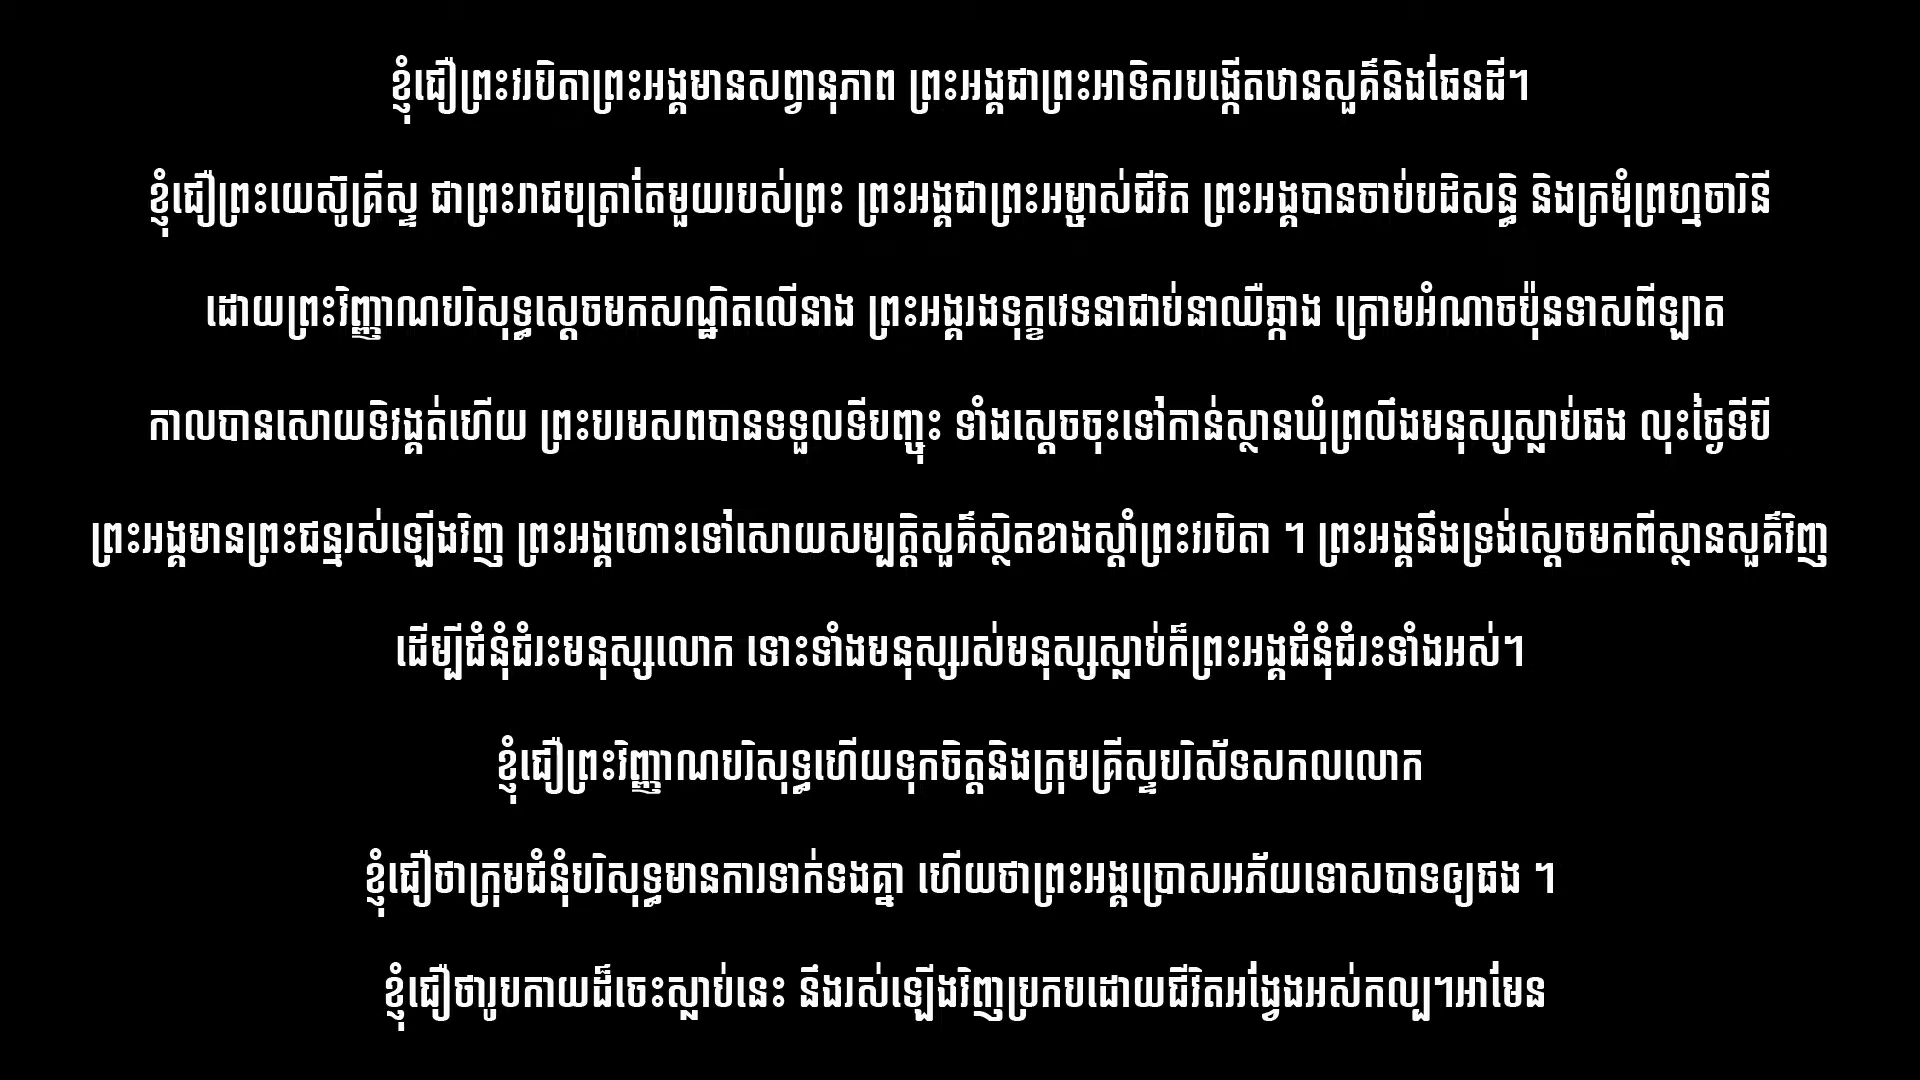 ខ្ញុំជឿព្រះវរបិតាព្រះអង្គមានសព្វានុភាព ព្រះអង្គជាព្រះអាទិករបង្កើតឋានសួគ៌និងផែនដី។
ខ្ញុំជឿព្រះយេស៊ូគ្រីស្ទ ជាព្រះរាជបុត្រាតែមួយរបស់ព្រះ ព្រះអង្គជាព្រះអម្ចាស់ជីវិត ព្រះអង្គបានចាប់បដិសន្ធិ និងក្រមុំព្រហ្មចារិនី
ដោយព្រះវិញ្ញាណបរិសុទ្ធស្ដេចមកសណ្ឋិតលើនាង ព្រះអង្គរងទុក្ខវេទនាជាប់នាឈើឆ្កាង ក្រោមអំណាចប៉ុនទាសពីឡាត
កាលបានសោយទិវង្គត់ហើយ ព្រះបរមសពបានទទួលទីបញ្ចុះ ទាំងស្ដេចចុះទៅកាន់ស្ថានឃុំព្រលឹងមនុស្សស្លាប់ផង លុះថ្ងៃទីបី
ព្រះអង្គមានព្រះជន្មរស់ឡើងវិញ ព្រះអង្គហោះទៅសោយសម្បត្តិសួគ៌ស្ថិតខាងស្ដាំព្រះវរបិតា ។ ព្រះអង្គនឹងទ្រង់ស្ដេចមកពីស្ថានសួគ៌វិញ
ដើម្បីជំនុំជំរះមនុស្សលោក ទោះទាំងមនុស្សរស់មនុស្សស្លាប់ក៏ព្រះអង្គជំនុំជំរះទាំងអស់។
ខ្ញុំជឿព្រះវិញ្ញាណបរិសុទ្ធហើយទុកចិត្តនិងក្រុមគ្រីស្ទបរិស័ទសកលលោក
ខ្ញុំជឿថាក្រុមជំនុំបរិសុទ្ធមានការទាក់ទងគ្នា ហើយថាព្រះអង្គប្រោសអភ័យទោសបាទឲ្យផង ។
ខ្ញុំជឿថារូបកាយដ៏ចេះស្លាប់នេះ នឹងរស់ឡើងវិញប្រកបដោយជីវិតអង្វែងអស់កល្ប។អាមែន